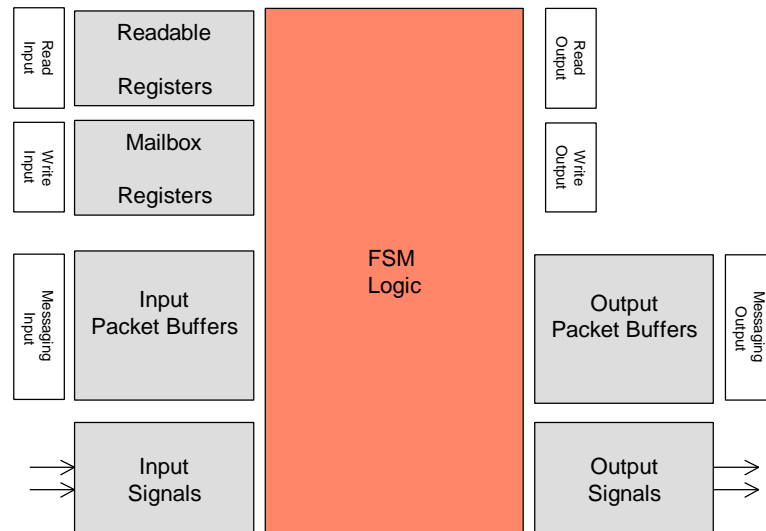 Read
Input
Readable
Registers
Read
Output
Write
Input
Mailbox
Registers
Write
Output
FSM
Logic
Messaging
Input
Input
Packet Buffers
Output
Packet Buffers
Messaging
Output
Input
Signals
Output
Signals